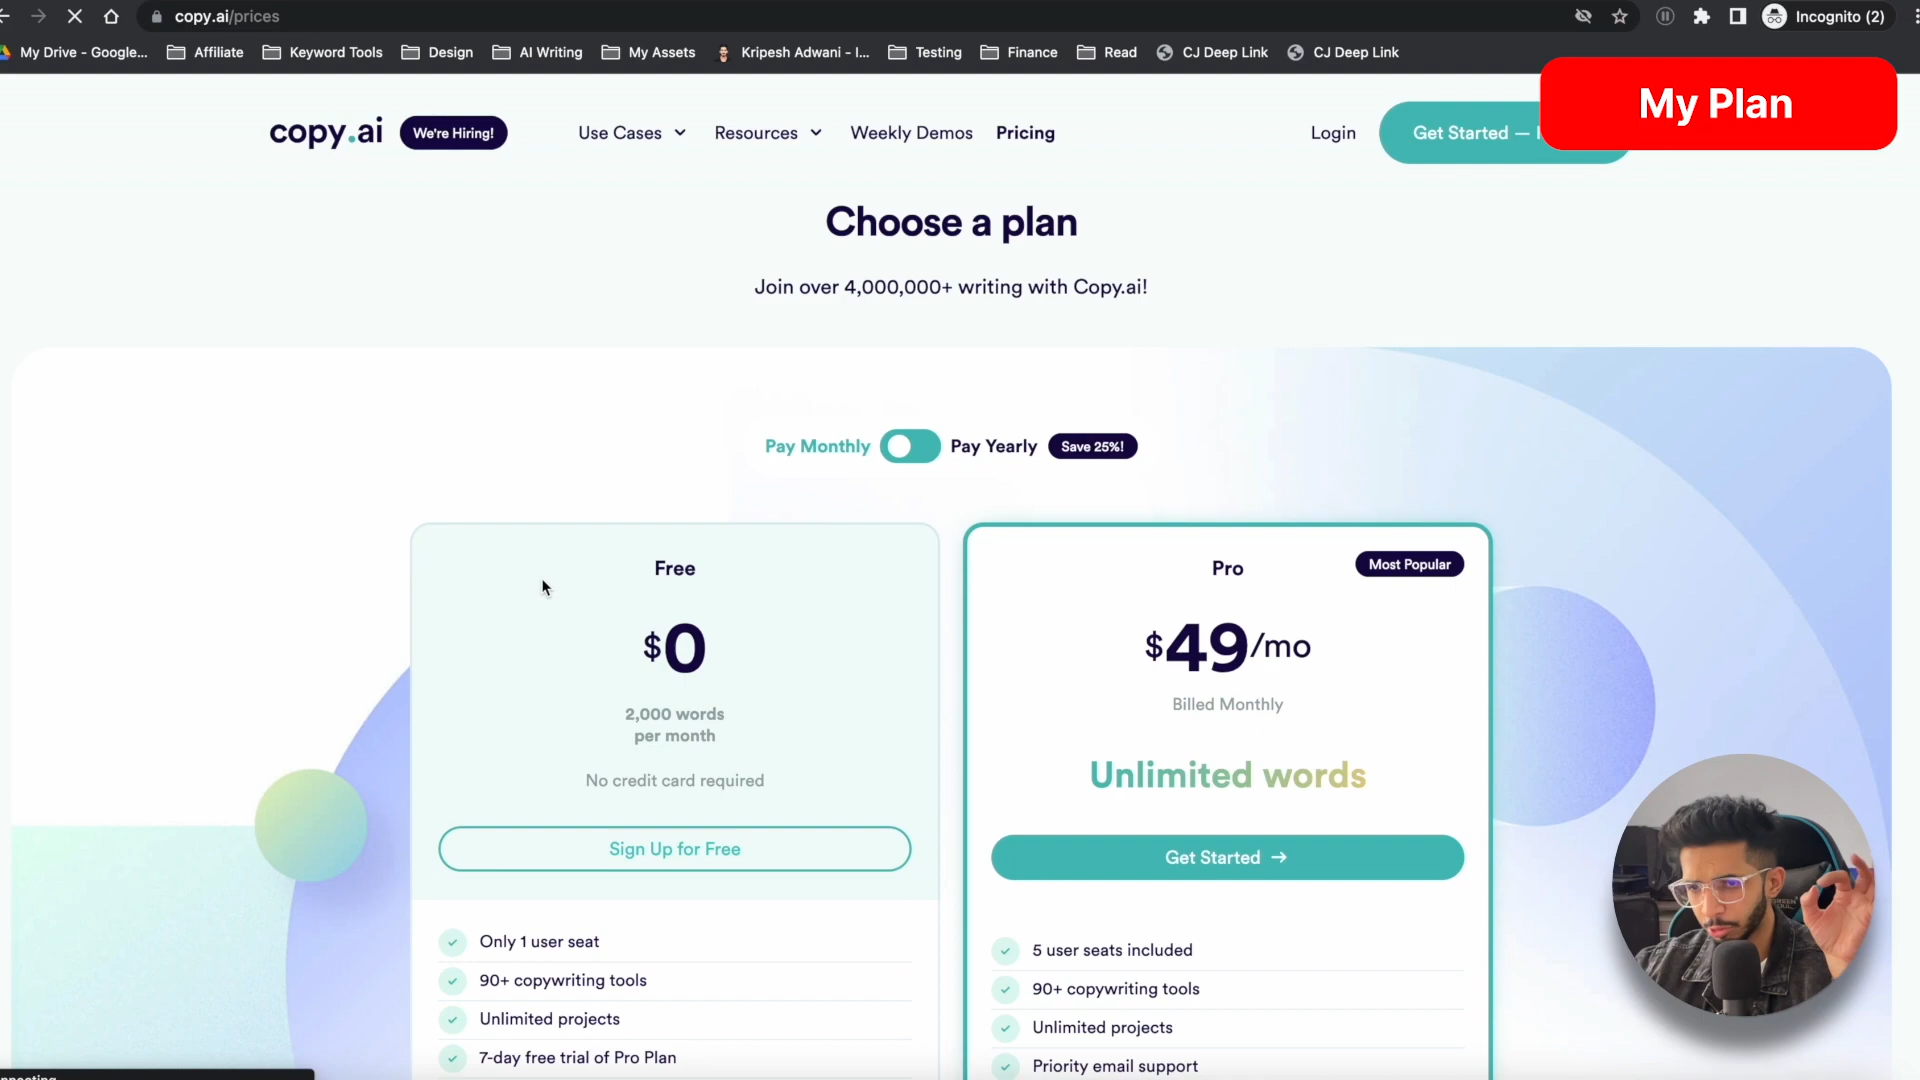 copy.ai/prices
Incognito (2)
My Drive - Google...
Affiliate
Keyword Tools
Design
AI Writing
My Assets
Kripesh Adwani - I...
Testing
Finance
Read
CJ Deep Link
CJ Deep Link
My Plan
copy.ai
We're Hiring!
Use Cases
Resources
Weekly Demos
Pricing
Login
Get Started —
Choose a plan
Join over 4,000,000+ writing with Copy.ai!
Pay Monthly
Pay Yearly
Save 25%!
Free
$0
2,000 words
per month
No credit card required
Sign Up for Free
Only 1 user seat
90+ copywriting tools
Unlimited projects
7-day free trial of Pro Plan
Pro
Most Popular
$49/mo
Billed Monthly
Unlimited words
Get Started →
5 user seats included
90+ copywriting tools
Unlimited projects
Priority email support